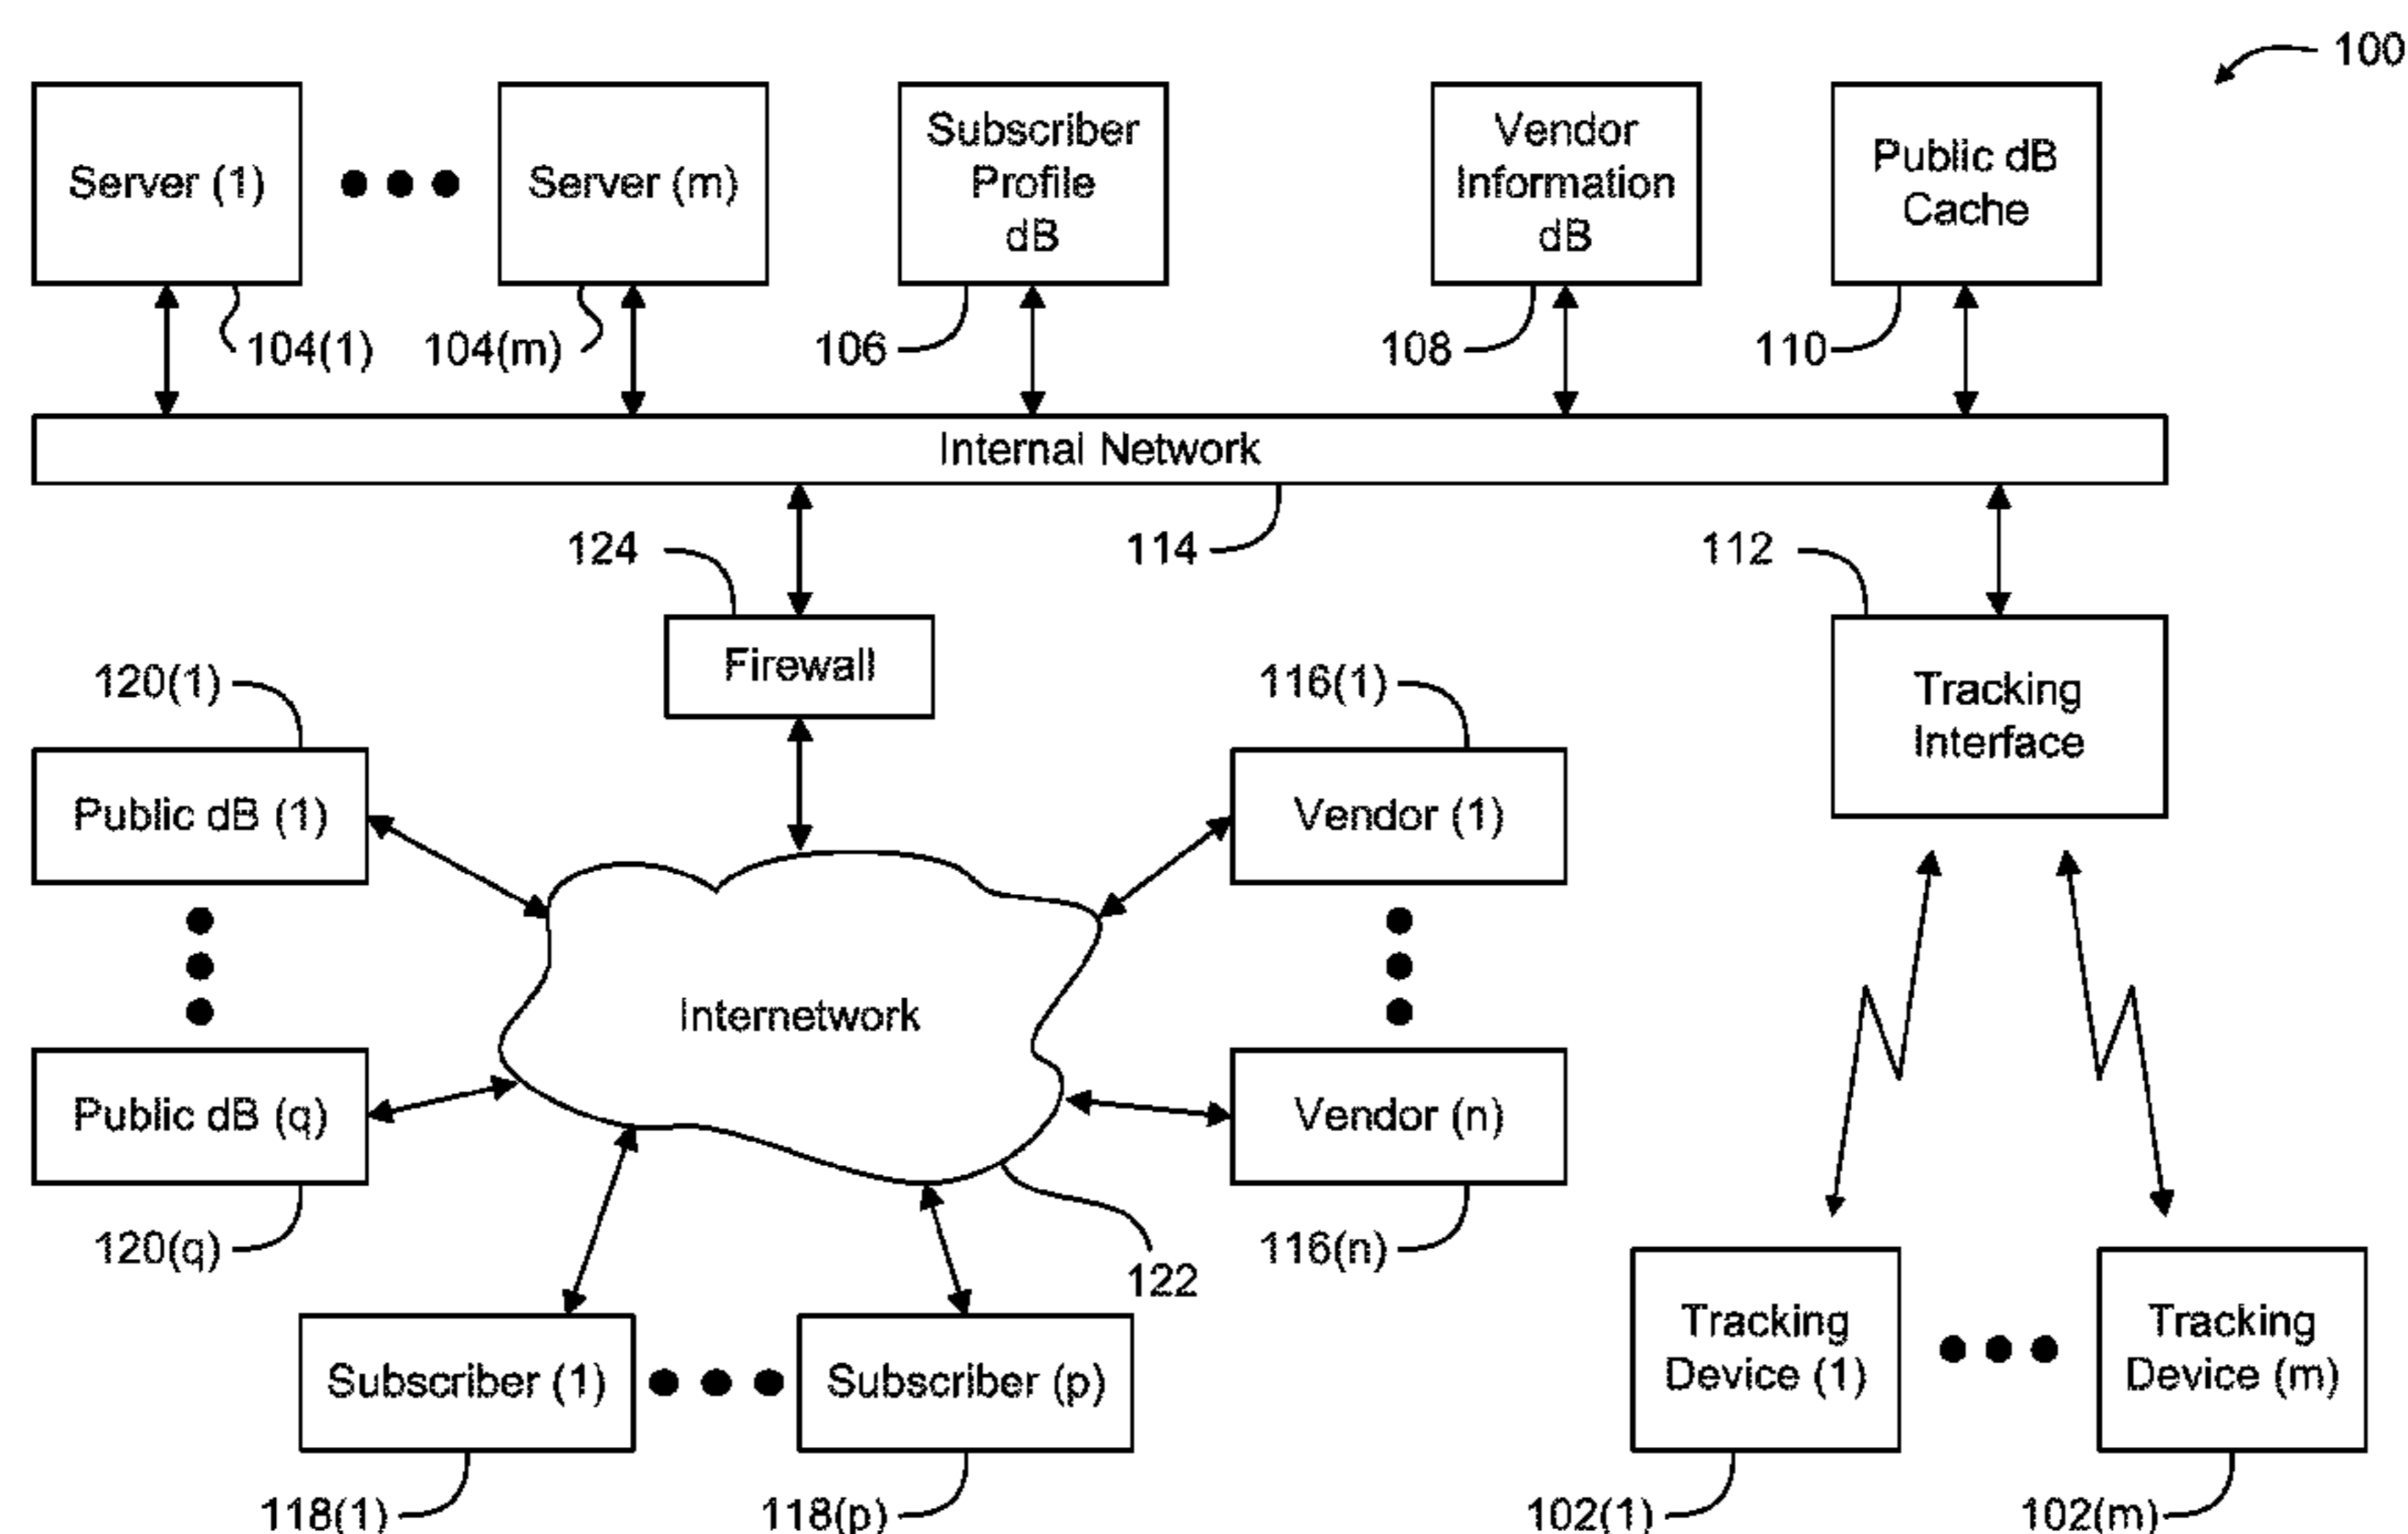 100
Server (1)
Server (m)
Subscriber
Profile
dB
Vendor
Information
dB
Public dB
Cache
104(1)
104(m)
106
108
110
Internal Network
124
114
112
Firewall
Tracking
Interface
120(1)
116(1)
Public dB (1)
Vendor (1)
Internetwork
Public dB (q)
Vendor (n)
120(q)
116(n)
122
Subscriber (1)
Subscriber (p)
Tracking
Device (1)
Tracking
Device (m)
118(1)
118(p)
102(1)
102(m)